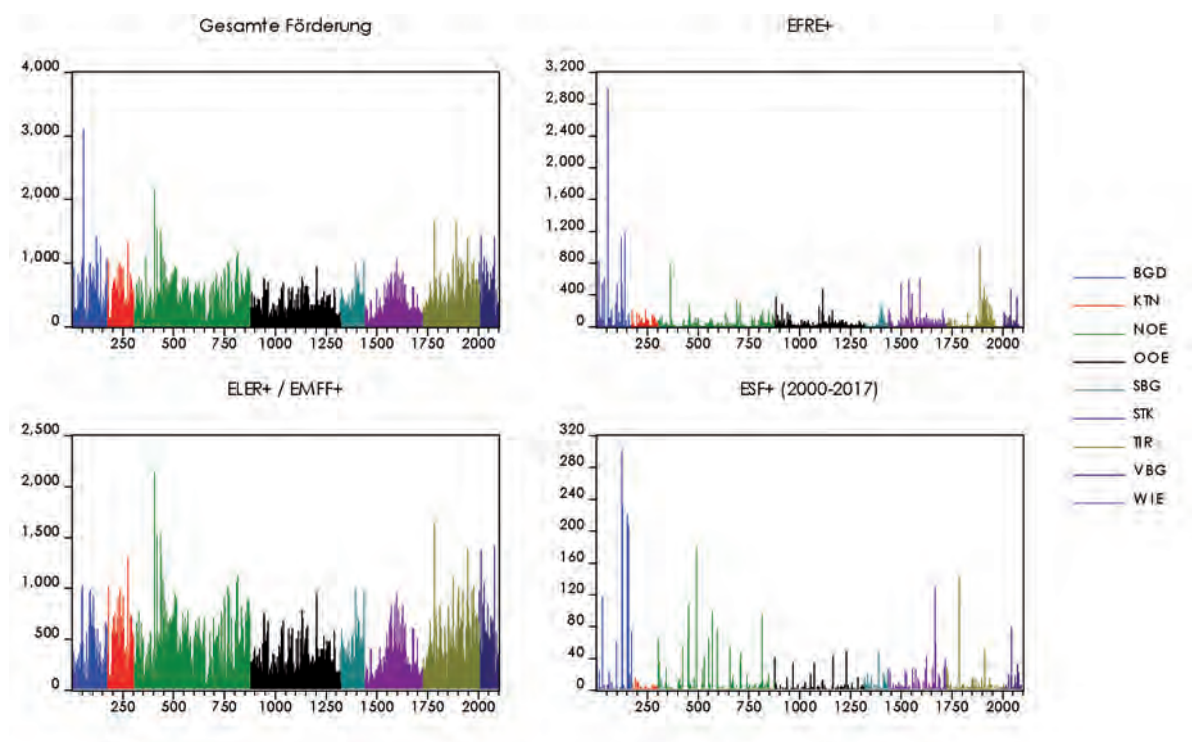 Gesamte Förderung
4,000
3,000
2,000
1,000
0
250 500 750 1000 1250 1500 1750 2000
EFRE+
3,200
2,800
2,400
2,000
1,600
1,200
800
400
0
250 500 750 1000 1250 1500 1750 2000
ELER+ / EMFF+
2,500
2,000
1,500
1,000
500
0
250 500 750 1000 1250 1500 1750 2000
ESF+ (2000-2017)
320
280
240
200
160
120
80
40
0
250 500 750 1000 1250 1500 1750 2000
BGD
KTN
NOE
OOE
SBG
STK
TIR
VBG
WIE